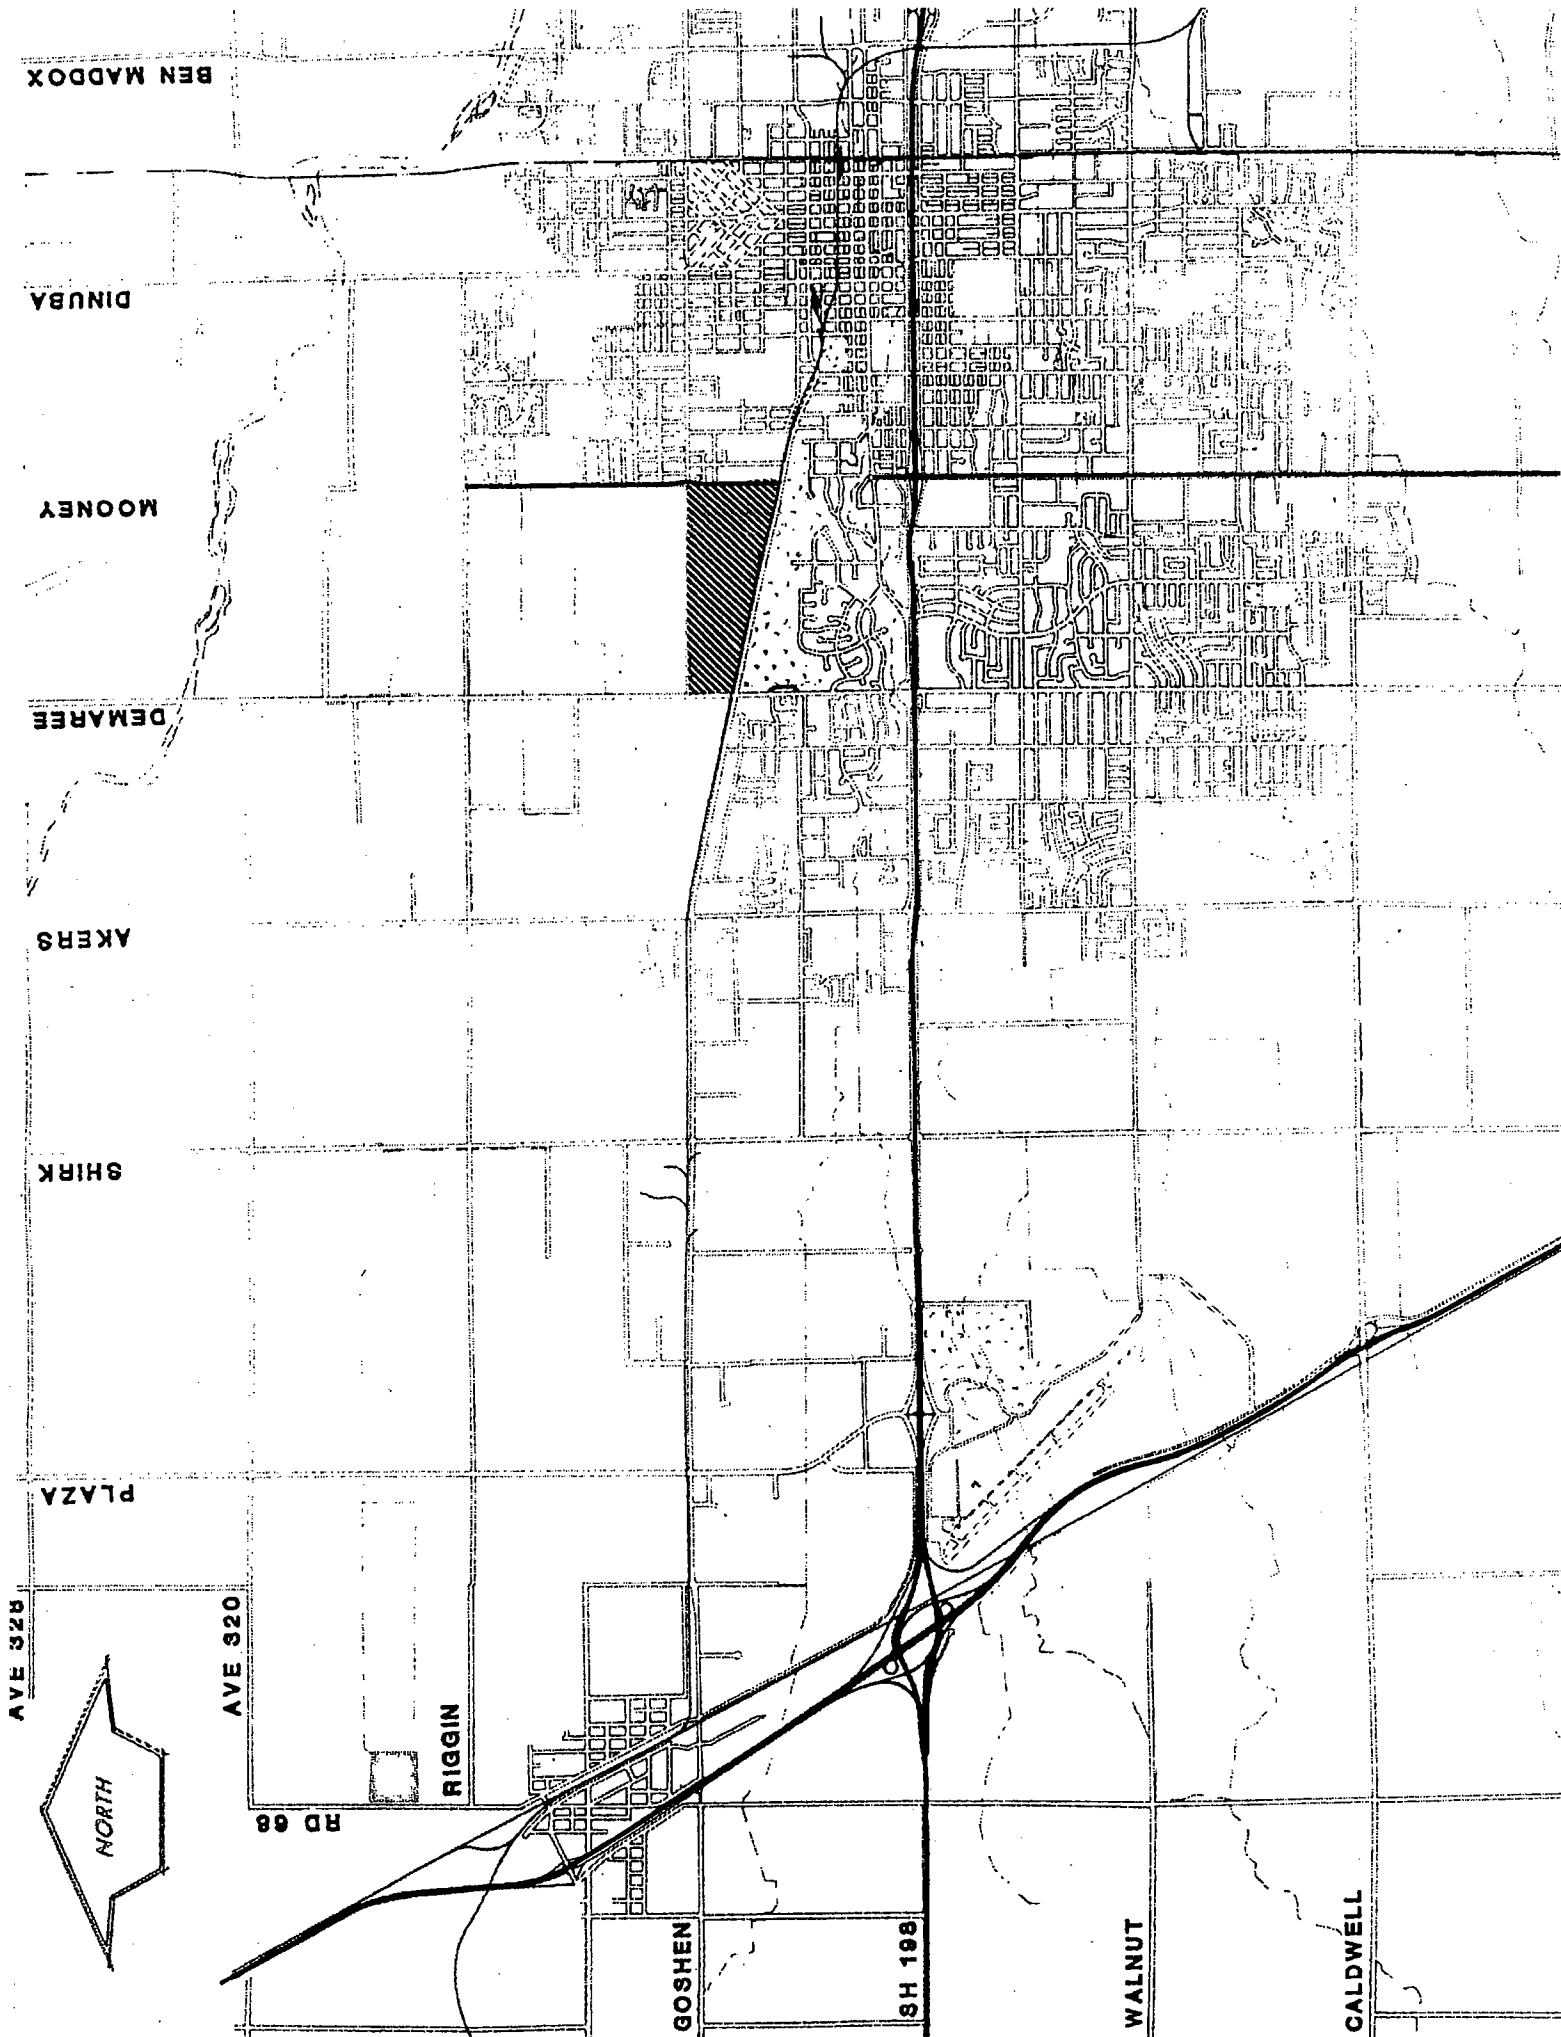 BEN MADDOX
DINUBA
MOONEY
DEMAREE
AKERS
SHIRK
PLAZA
AVE 328
AVE 320
RIGGIN
RD 68
NORTH
GOSHEN
SH 198
WALNUT
CALDWELL